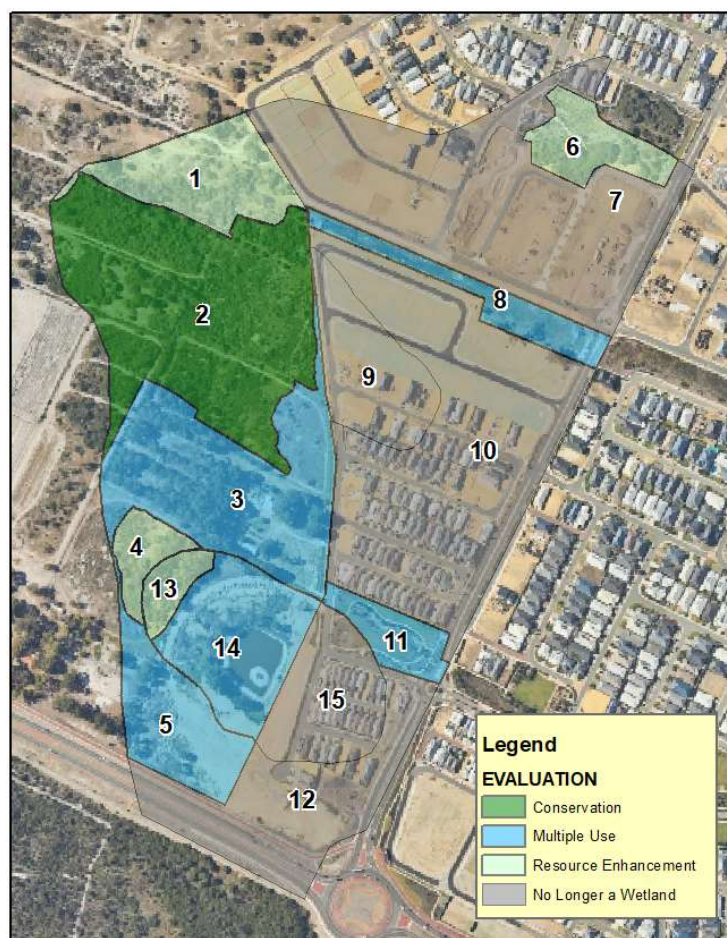 1
6
7
2
8
9
10
3
4
13
11
14
15
5
12
Legend
EVALUATION
Conservation
Multiple Use
Resource Enhancement
No Longer a Wetland